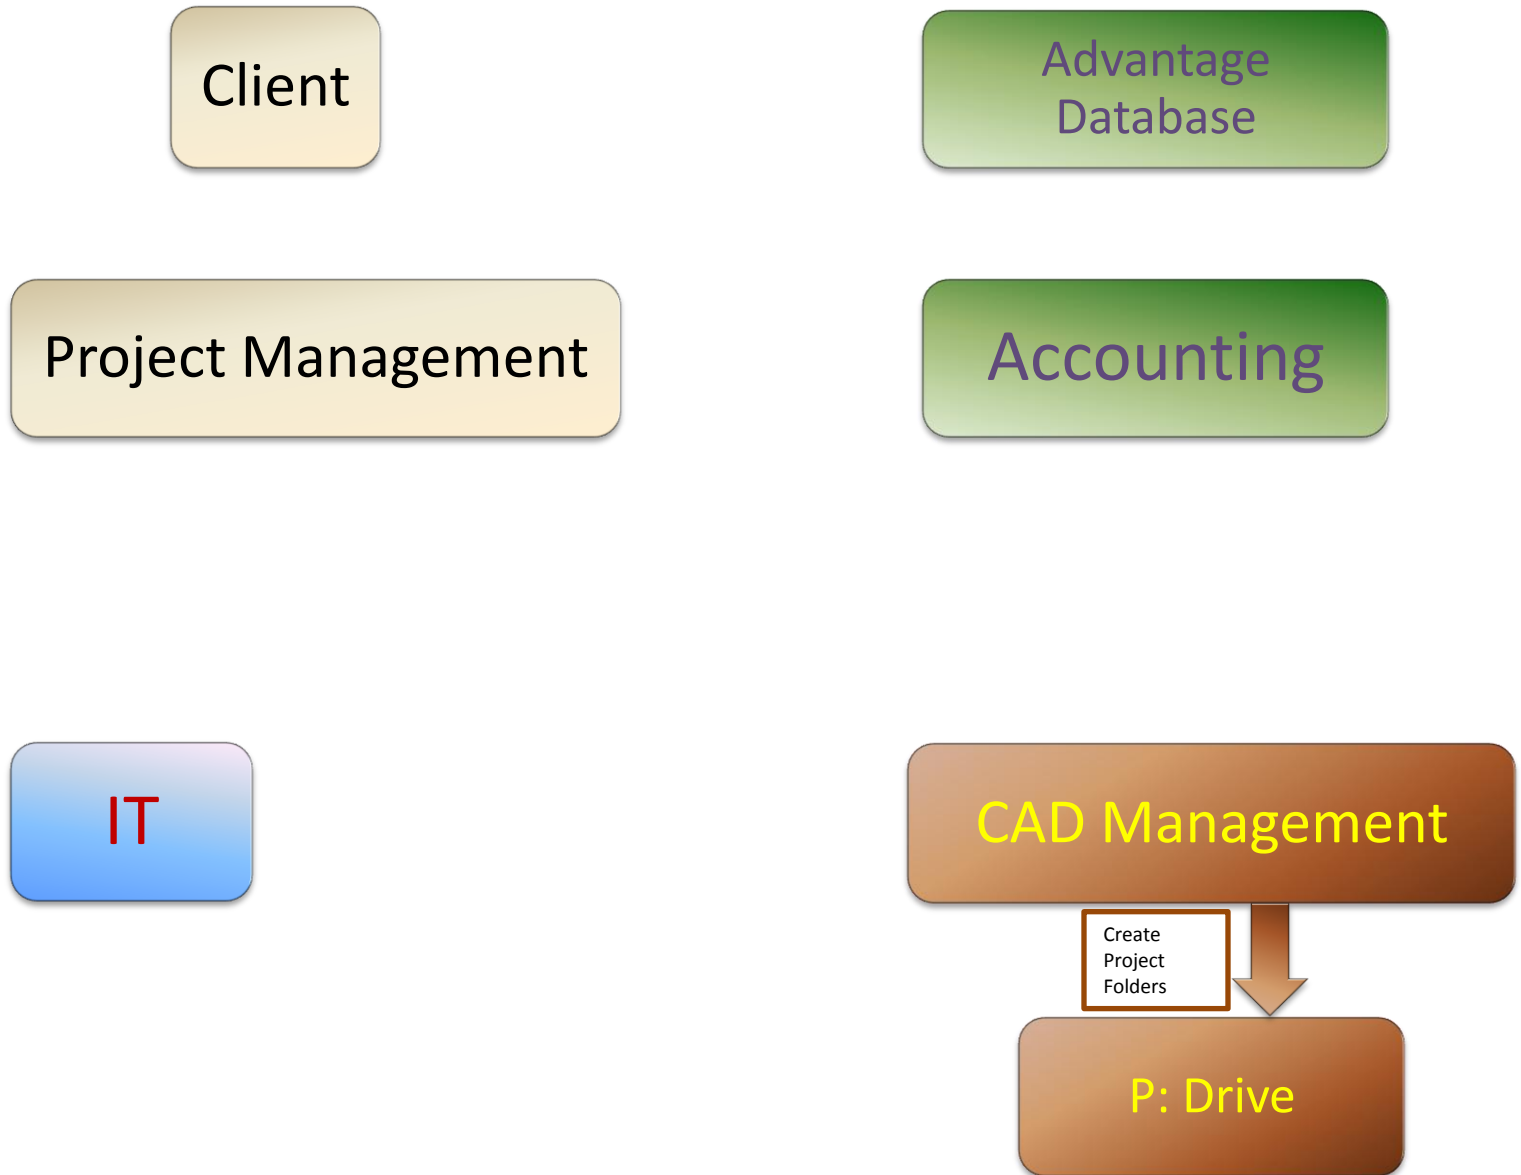 Client
Advantage
Database
Project Management
Accounting
IT
CAD Management
Create
Project
Folders
P: Drive